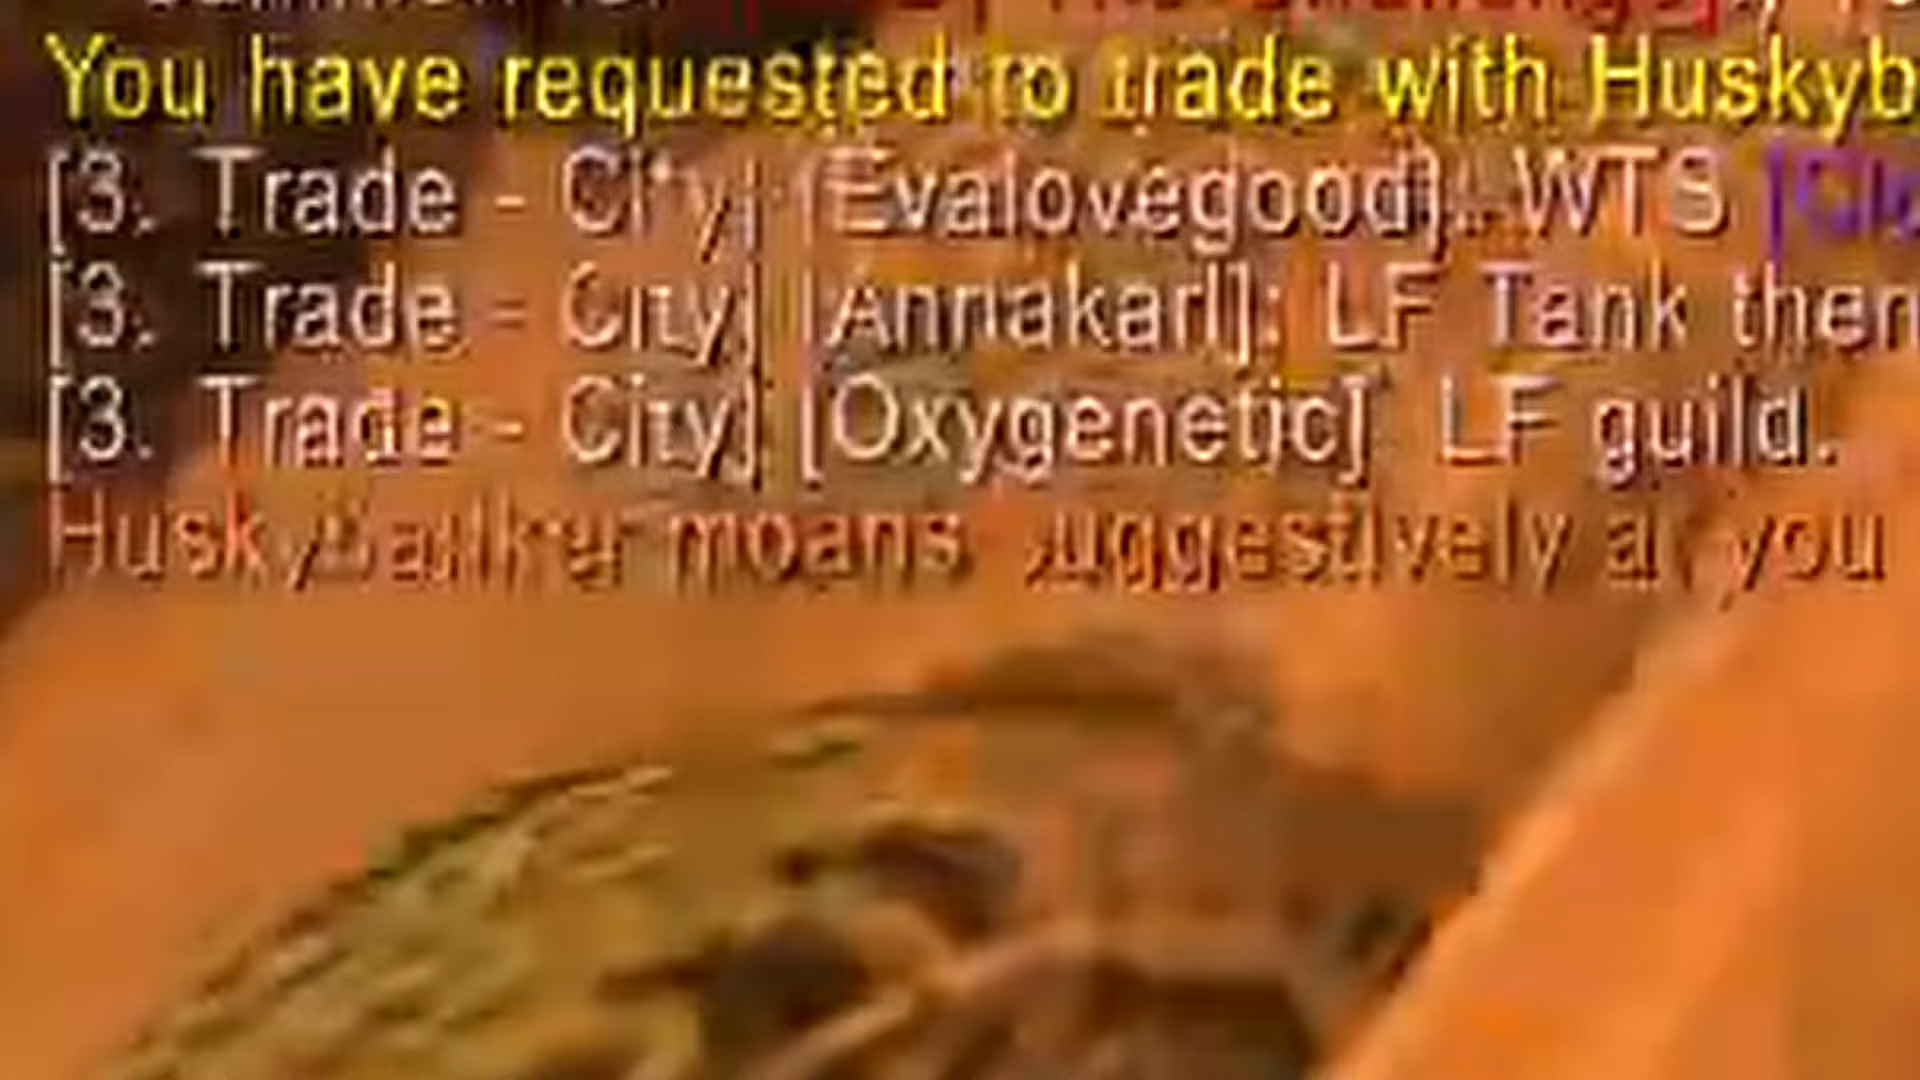 You have requested to trade with Huskyb
[3. Trade - City] [Evalovegood]: WTS
[3. Trade - City] [Annakarl]: LF Tank then
[3. Trade - City] [Oxygenetic]: LF guild.
moans suggestively at you